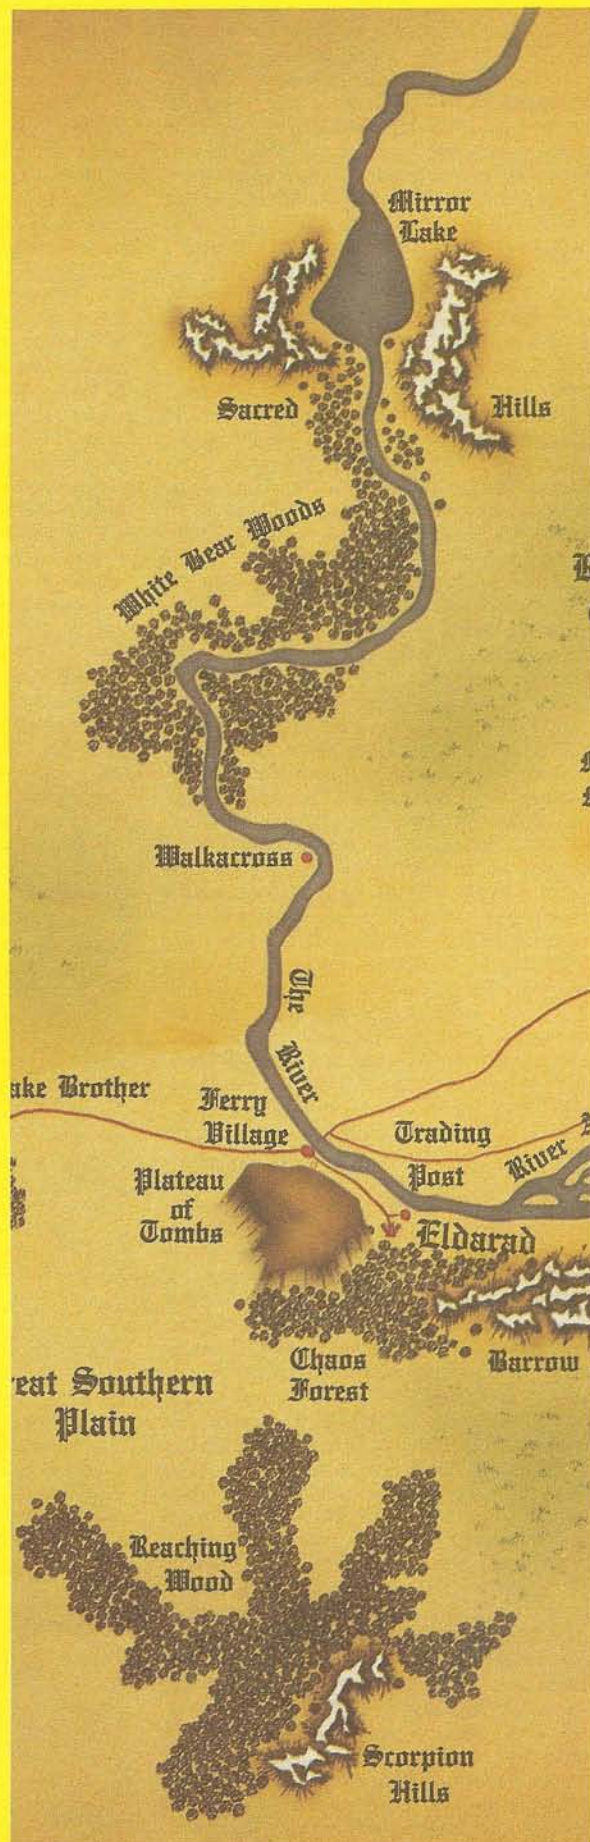 Mirror
Lake
Sacred
Hills
White Bear Woods
Walkacross
The
River
ake Brother
Ferry
Village
Trading
Post
River
Plateau
of
Tombs
Eldarad
Chaos
Forest
Barrow
reat Southern
Plain
Reaching
Wood
Scorpion
Hills